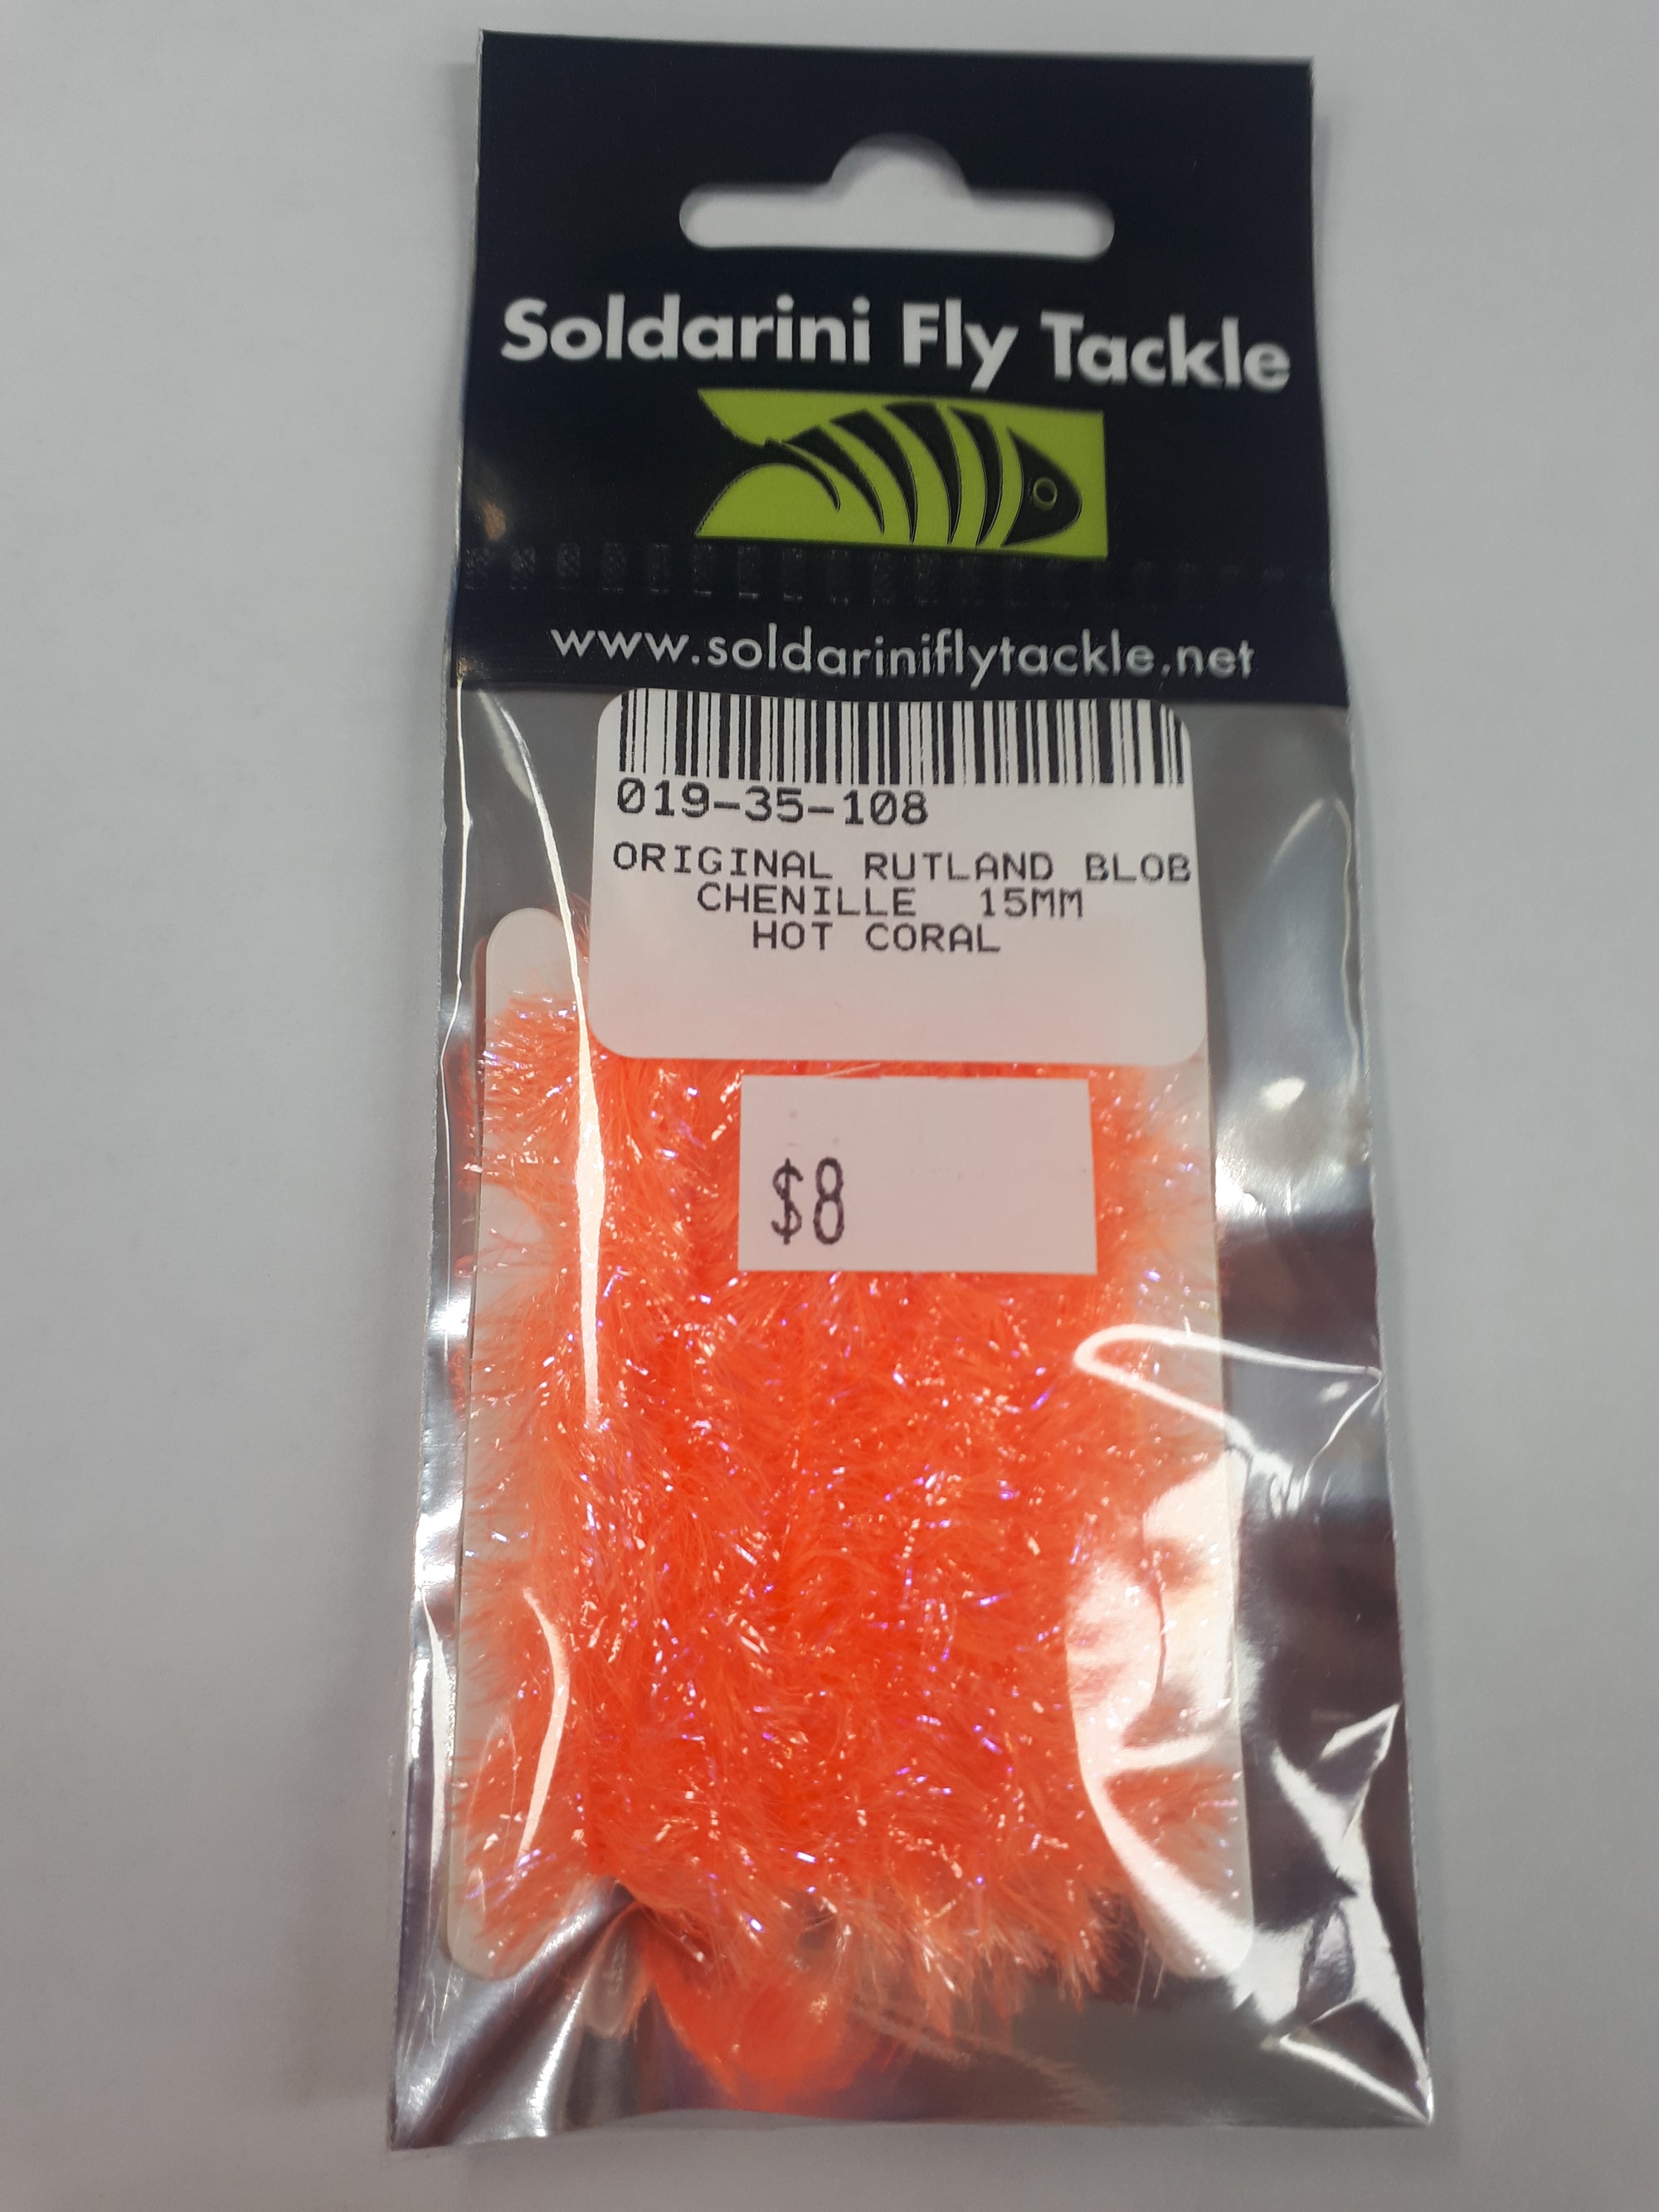 Soldarini Fly Tackle
www.soldariniflytackle.net
019-35-108
ORIGINAL RUTLAND BLOB
CHENILLE 15MM
HOT CORAL
$8